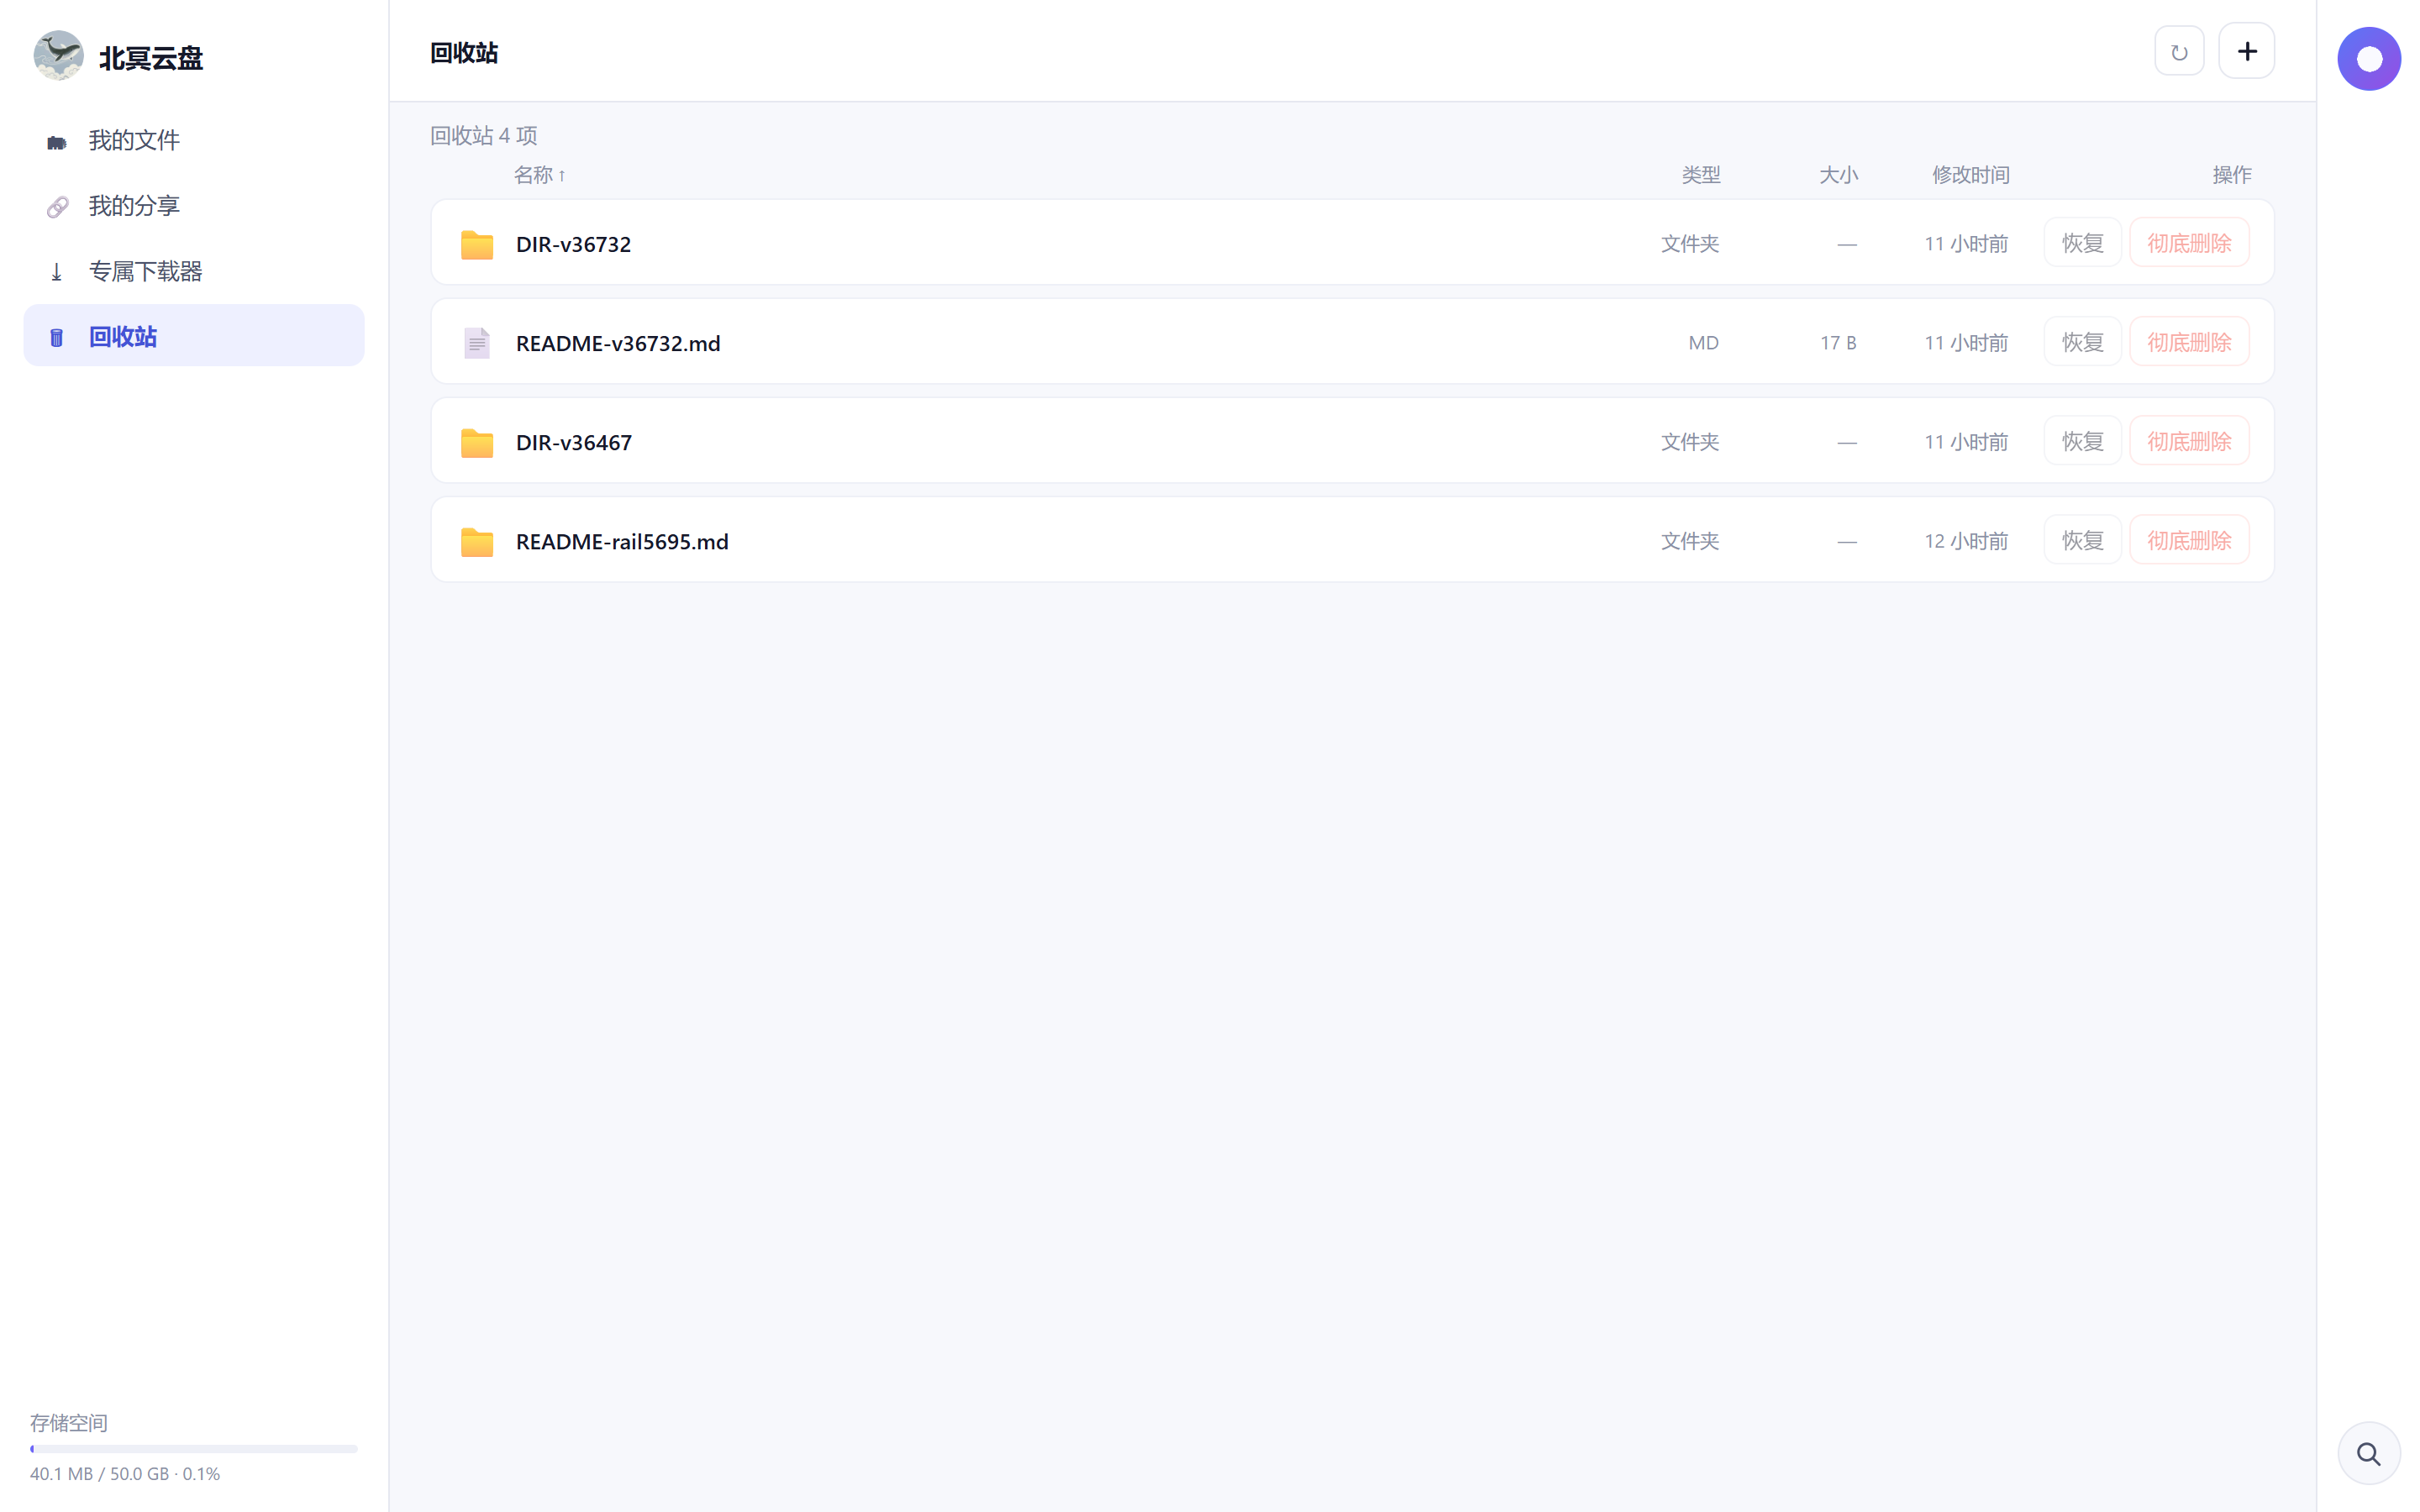 北冥云盘
我的文件
我的分享
专属下载器
回收站
存储空间
40.1 MB / 50.0 GB · 0.1%
回收站
回收站 4 项
名称 ↑ 类型 大小 修改时间 操作
DIR-v36732 文件夹 — 11 小时前 恢复 彻底删除
README-v36732.md MD 17 B 11 小时前 恢复 彻底删除
DIR-v36467 文件夹 — 11 小时前 恢复 彻底删除
README-rail5695.md 文件夹 — 12 小时前 恢复 彻底删除